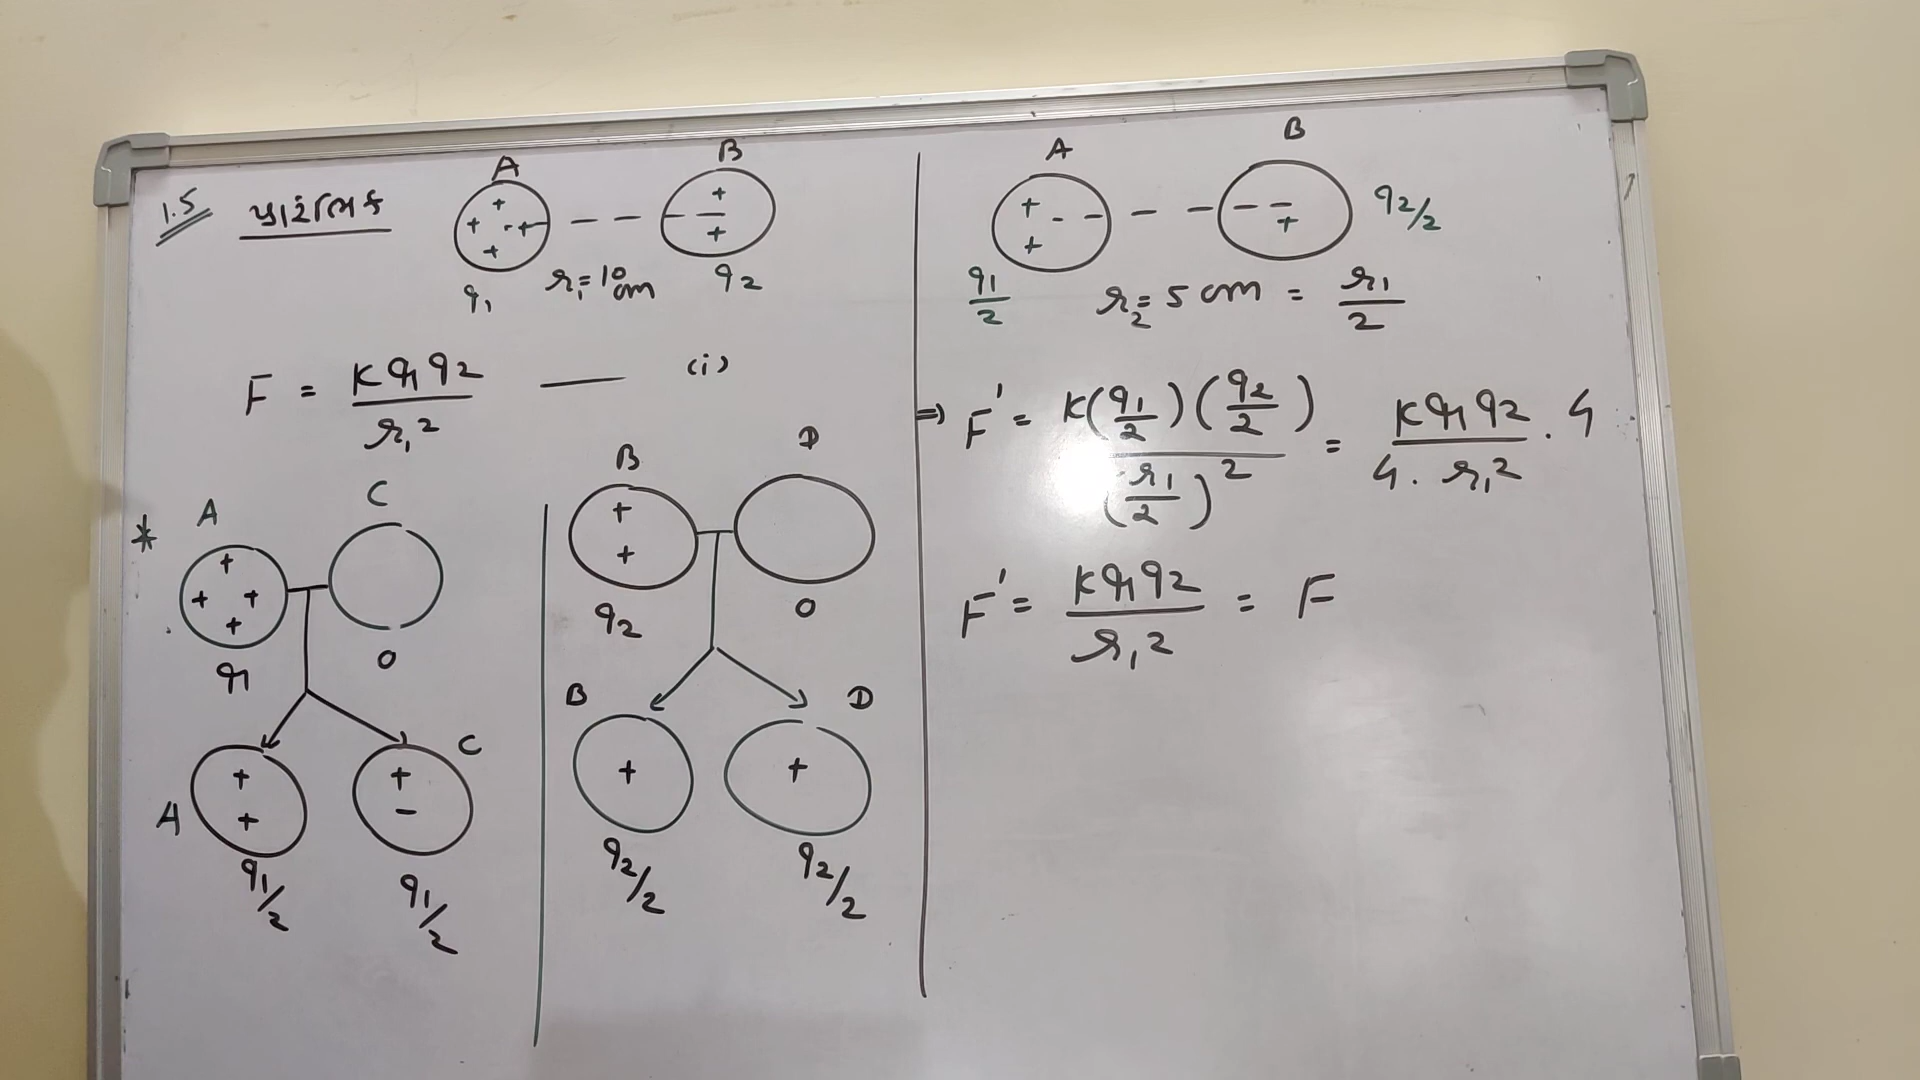 1.5 પ્રારંભિક
A B
+ + + + + +
q₁ r₁ = 10 cm q₂
F = Kq₁q₂ / r₁² —— (i)
* A C
+ + + +
q₁ 0
A C
+ + + −
q₁/2 q₁/2
B D
+ +
q₂ 0
B D
+ +
q₂/2 q₂/2
A B
+ + +
q₁/2 r₂ = 5 cm = r₁/2 q₂/2
⇒ F' = K(q₁/2)(q₂/2) / (r₁/2)² = Kq₁q₂ / 4 . r₁² . 4
F' = Kq₁q₂ / r₁² = F